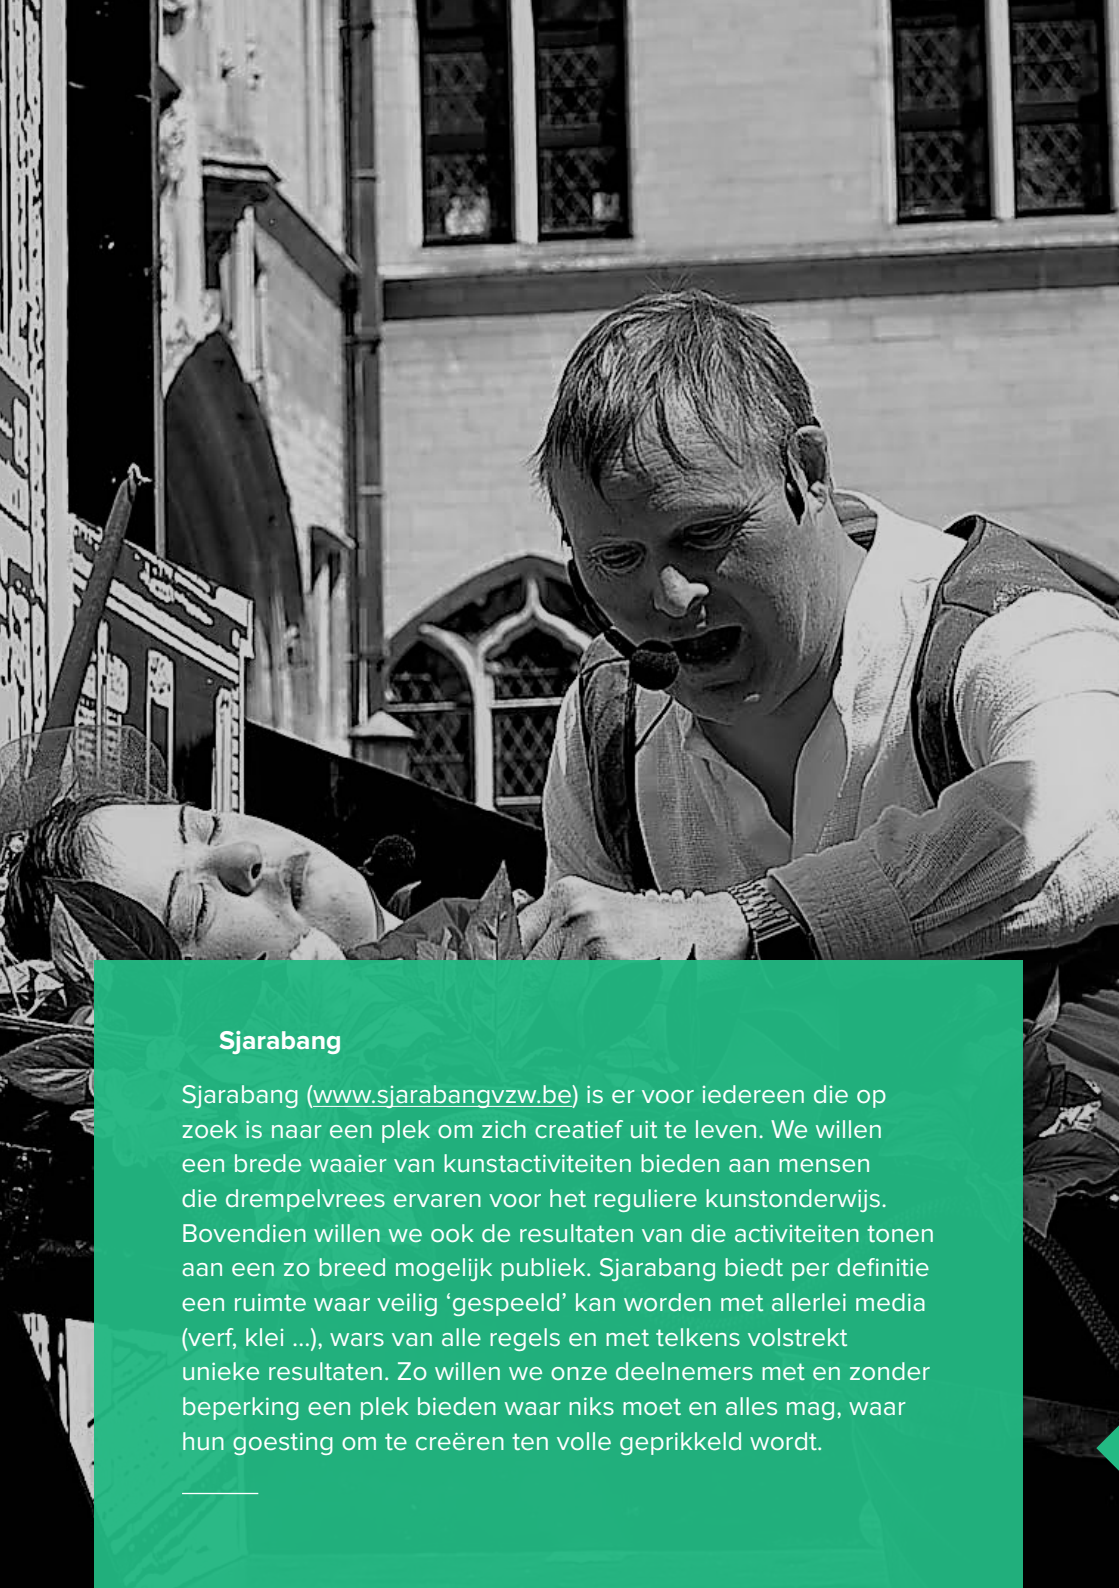 Sjarabang
Sjarabang (www.sjarabangvzw.be) is er voor iedereen die op
zoek is naar een plek om zich creatief uit te leven. We willen
een brede waaier van kunstactiviteiten bieden aan mensen
die drempelvrees ervaren voor het reguliere kunstonderwijs.
Bovendien willen we ook de resultaten van die activiteiten tonen
aan een zo breed mogelijk publiek. Sjarabang biedt per definitie
een ruimte waar veilig ‘gespeeld’ kan worden met allerlei media
(verf, klei ...), wars van alle regels en met telkens volstrekt
unieke resultaten. Zo willen we onze deelnemers met en zonder
beperking een plek bieden waar niks moet en alles mag, waar
hun goesting om te creëren ten volle geprikkeld wordt.